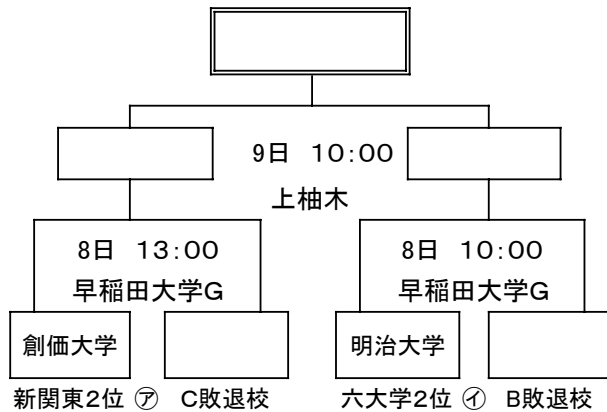 9日 10:00
上柚木
8日 13:00
早稲田大学G
8日 10:00
早稲田大学G
創価大学
明治大学
新関東2位 ㋐ C敗退校
六大学2位 ㋑ B敗退校